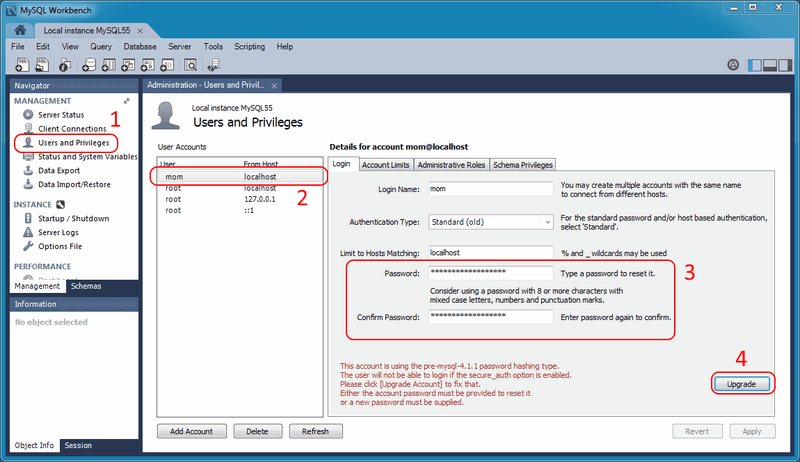 MySQL Workbench
Local instance MySQL55 ×
File Edit View Query Database Server Tools Scripting Help
Navigator
MANAGEMENT
1
Server Status
Client Connections
Users and Privileges
Status and System Variables
Data Export
Data Import/Restore
INSTANCE
Startup / Shutdown
Server Logs
Options File
PERFORMANCE
Management Schemas
Information
No object selected
Object Info Session
Administration - Users and Privil... ×
Local instance MySQL55
Users and Privileges
User Accounts
User From Host
mom localhost
root localhost
root 127.0.0.1
root ::1
2
Add Account Delete Refresh
Details for account mom@localhost
Login Account Limits Administrative Roles Schema Privileges
Login Name: mom You may create multiple accounts with the same name
to connect from different hosts.
Authentication Type: Standard (old) For the standard password and/or host based authentication,
select 'Standard'.
Limit to Hosts Matching: localhost % and _ wildcards may be used
3
Password: ****************** Type a password to reset it.
Consider using a password with 8 or more characters with
mixed case letters, numbers and punctuation marks.
Confirm Password: ****************** Enter password again to confirm.
This account is using the pre-mysql-4.1.1 password hashing type.
The user will not be able to login if the secure_auth option is enabled.
Please click [Upgrade Account] to fix that.
Either the account password must be provided to reset it
or a new password must be supplied.
4
Upgrade
Revert Apply